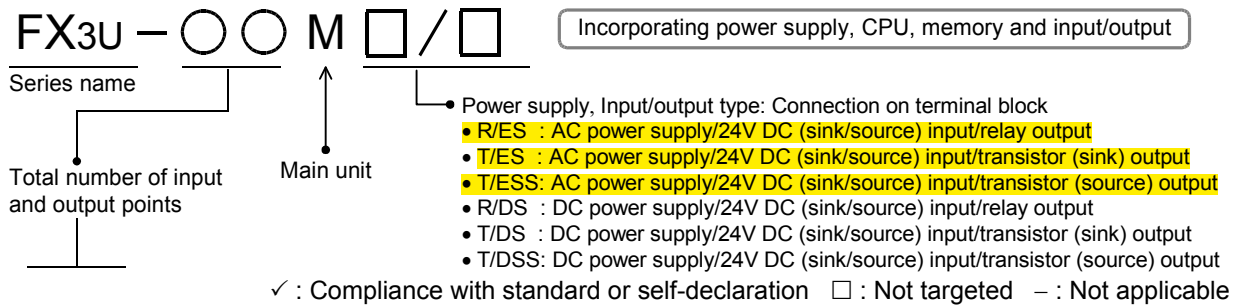 FX3U – ○○ M □/□
Incorporating power supply, CPU, memory and input/output
Series name
Total number of input
and output points
Main unit
• Power supply, Input/output type: Connection on terminal block
• R/ES : AC power supply/24V DC (sink/source) input/relay output
• T/ES : AC power supply/24V DC (sink/source) input/transistor (sink) output
• T/ESS: AC power supply/24V DC (sink/source) input/transistor (source) output
• R/DS : DC power supply/24V DC (sink/source) input/relay output
• T/DS : DC power supply/24V DC (sink/source) input/transistor (sink) output
• T/DSS: DC power supply/24V DC (sink/source) input/transistor (source) output
✓ : Compliance with standard or self-declaration □ : Not targeted – : Not applicable